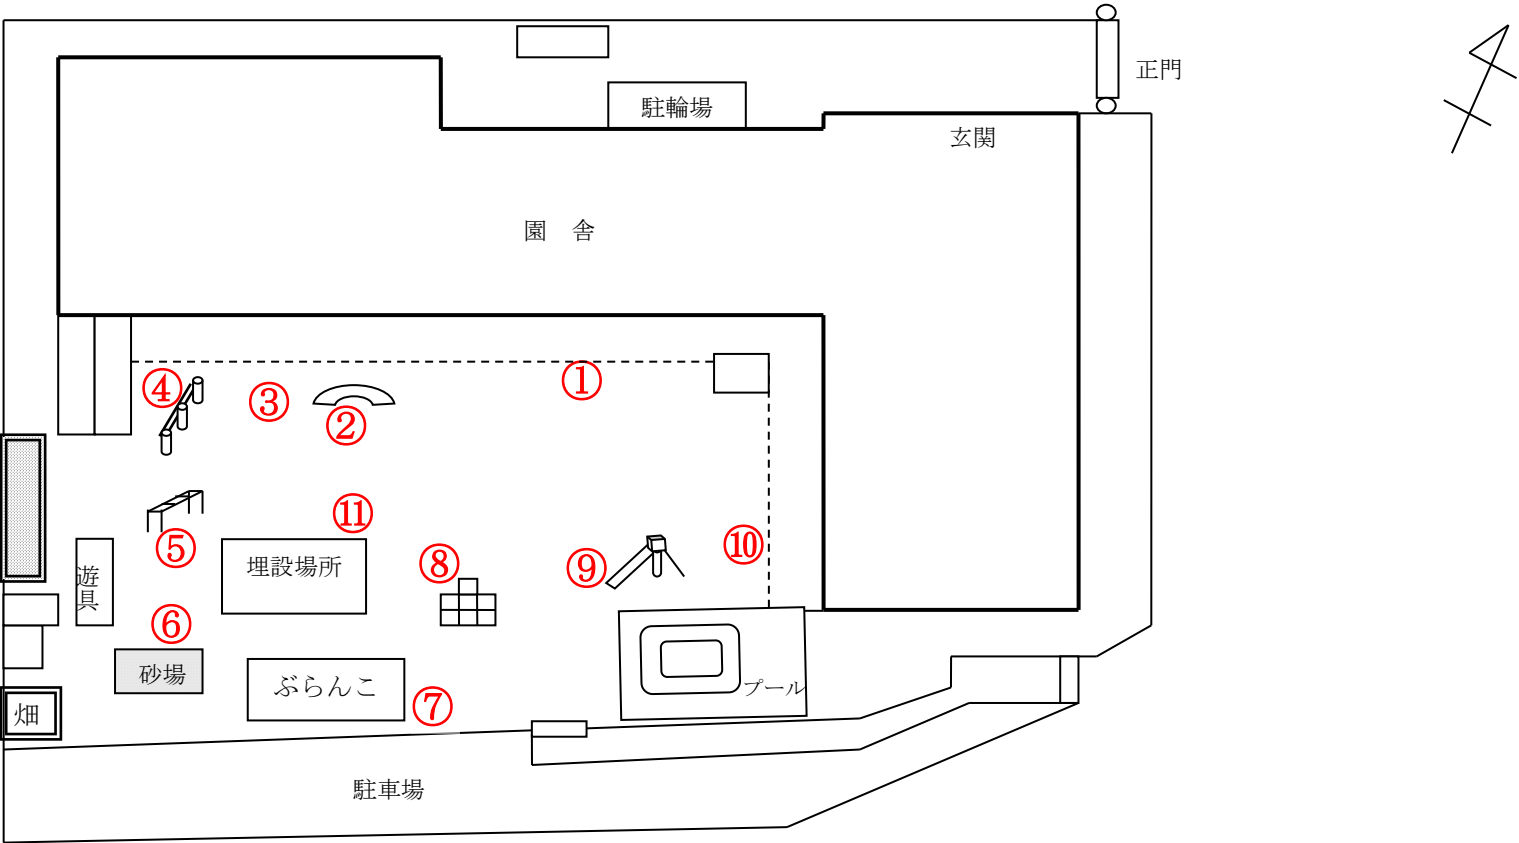 正門
駐輪場
玄関
園　舎
①
④
③
②
⑪
⑩
⑤
⑧
⑨
埋設場所
遊具
⑥
砂場
ぶらんこ
プール
⑦
畑
駐車場